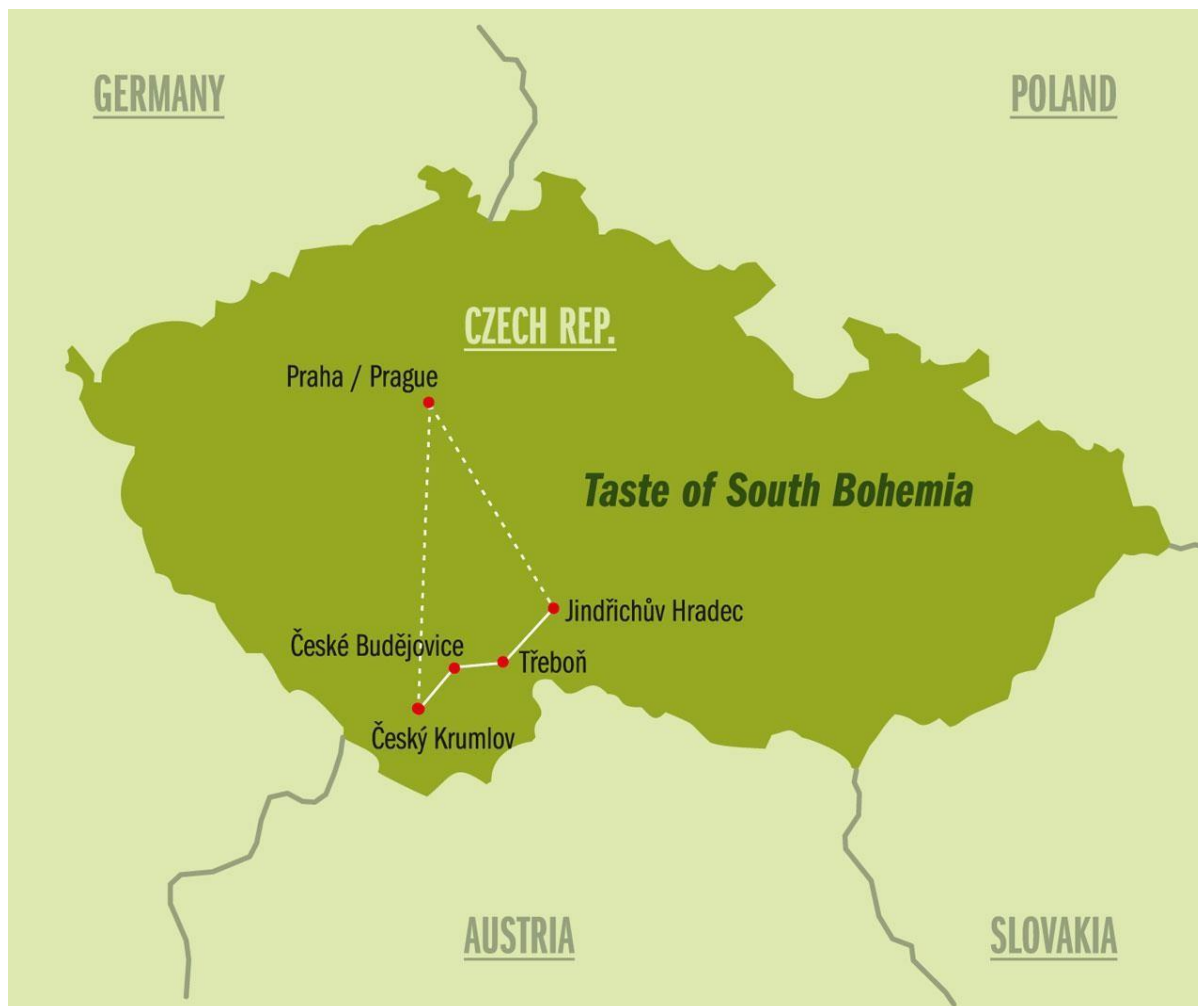 GERMANY
POLAND
CZECH REP.
Praha / Prague
Taste of South Bohemia
Jindřichův Hradec
České Budějovice
Třeboň
Český Krumlov
AUSTRIA
SLOVAKIA